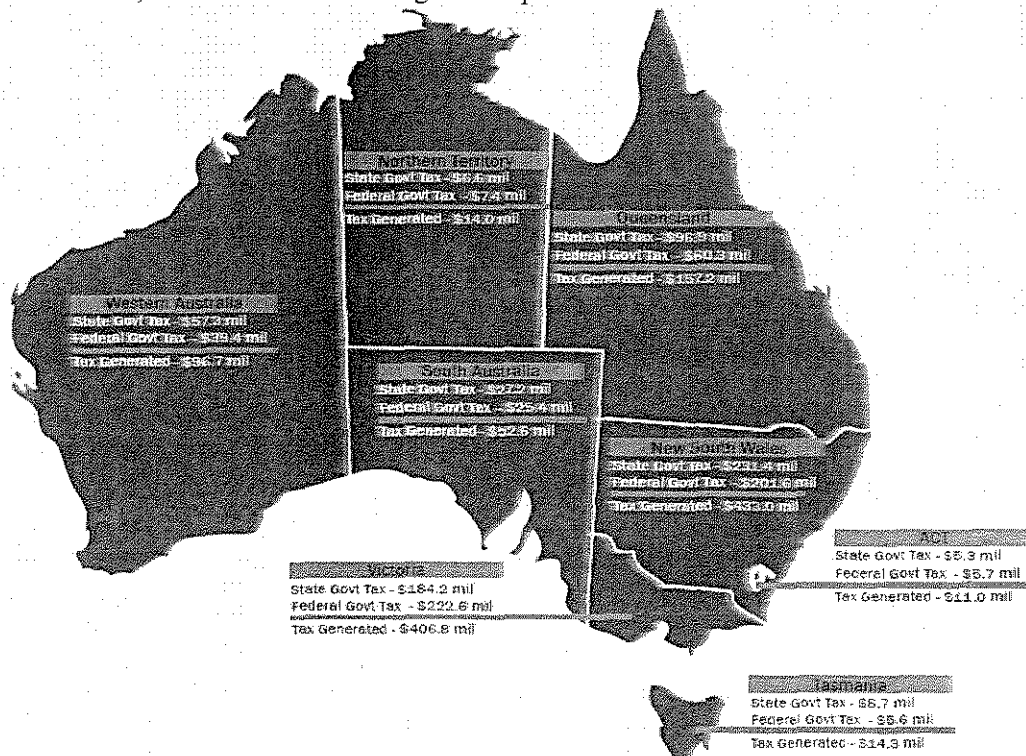 Northern Territory
State Govt Tax - $6.6 mil
Federal Govt Tax - $7.4 mil
Tax Generated - $14.0 mil
Queensland
State Govt Tax - $96.9 mil
Federal Govt Tax - $60.3 mil
Tax Generated - $157.2 mil
Western Australia
State Govt Tax - $57.3 mil
Federal Govt Tax - $39.4 mil
Tax Generated - $96.7 mil
South Australia
State Govt Tax - $27.2 mil
Federal Govt Tax - $25.4 mil
Tax Generated - $52.6 mil
New South Wales
State Govt Tax - $231.4 mil
Federal Govt Tax - $201.6 mil
Tax Generated - $433.0 mil
ACT
State Govt Tax - $5.3 mil
Federal Govt Tax - $5.7 mil
Tax Generated - $11.0 mil
Victoria
State Govt Tax - $184.2 mil
Federal Govt Tax - $222.6 mil
Tax Generated - $406.8 mil
Tasmania
State Govt Tax - $8.7 mil
Federal Govt Tax - $5.6 mil
Tax Generated - $14.3 mil